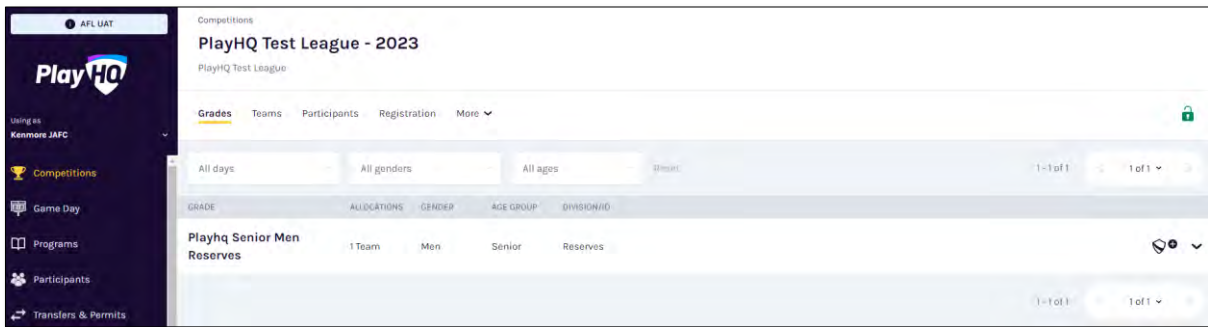 AFL UAT
PlayHQ
Using as
Kenmore JAFC
Competitions
Game Day
Programs
Participants
Transfers & Permits
Competitions
PlayHQ Test League - 2023
PlayHQ Test League
Grades Teams Participants Registration More
All days All genders All ages Reset 1-1 of 1 1 of 1
GRADE ALLOCATIONS GENDER AGE GROUP DIVISION/ID
Playhq Senior Men
Reserves
1 Team Men Senior Reserves
1-1 of 1 1 of 1